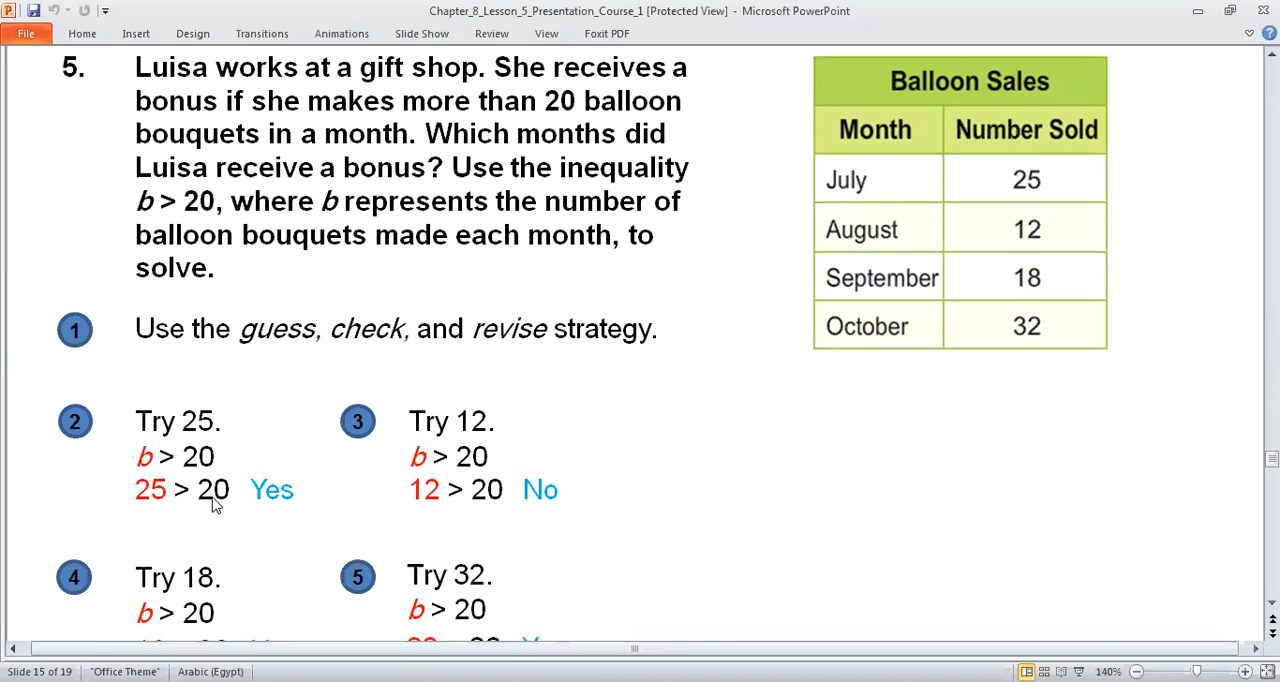 Chapter_8_Lesson_5_Presentation_Course_1 [Protected View] - Microsoft PowerPoint
File Home Insert Design Transitions Animations Slide Show Review View Foxit PDF
5. Luisa works at a gift shop. She receives a
bonus if she makes more than 20 balloon
bouquets in a month. Which months did
Luisa receive a bonus? Use the inequality
b > 20, where b represents the number of
balloon bouquets made each month, to
solve.
Balloon Sales
Month Number Sold
July 25
August 12
September 18
October 32
1 Use the guess, check, and revise strategy.
2 Try 25.
b > 20
25 > 20 Yes
3 Try 12.
b > 20
12 > 20 No
4 Try 18.
b > 20
5 Try 32.
b > 20
Slide 15 of 19 "Office Theme" Arabic (Egypt) 140%